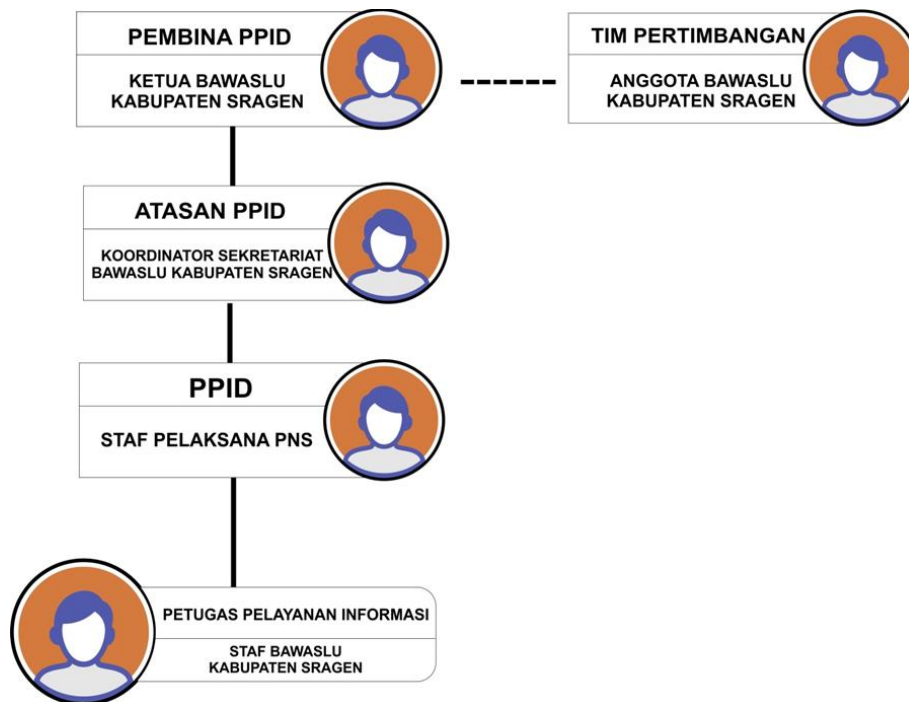 PEMBINA PPID
KETUA BAWASLU
KABUPATEN SRAGEN
TIM PERTIMBANGAN
ANGGOTA BAWASLU
KABUPATEN SRAGEN
ATASAN PPID
KOORDINATOR SEKRETARIAT
BAWASLU KABUPATEN SRAGEN
PPID
STAF PELAKSANA PNS
PETUGAS PELAYANAN INFORMASI
STAF BAWASLU
KABUPATEN SRAGEN